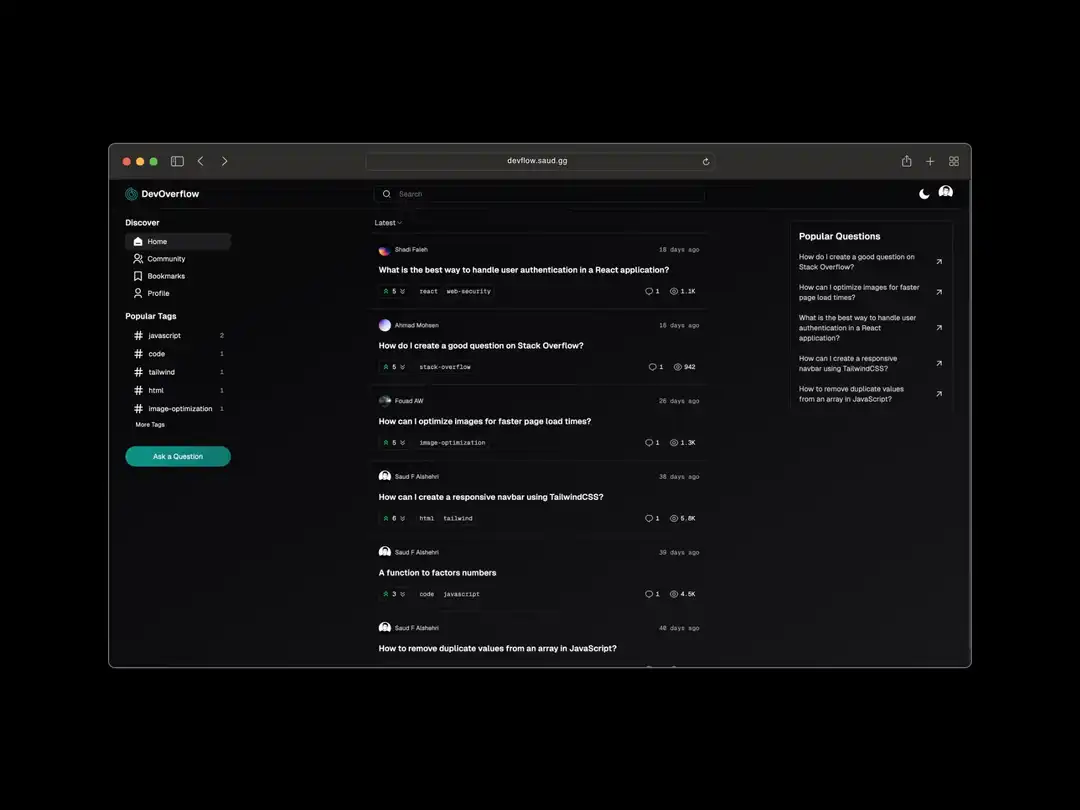 devflow.saud.gg
DevOverflow
Search
Discover
Home
Community
Bookmarks
Profile
Popular Tags
javascript 2
code 1
tailwind 1
html 1
image-optimization 1
More Tags
Ask a Question
Latest
Shadi Faleh 18 days ago
What is the best way to handle user authentication in a React application?
5 react web-security 1 1.1K
Ahmad Mohsen 18 days ago
How do I create a good question on Stack Overflow?
5 stack-overflow 1 942
Fouad AW 26 days ago
How can I optimize images for faster page load times?
5 image-optimization 1 1.3K
Saud F Alshehri 36 days ago
How can I create a responsive navbar using TailwindCSS?
6 html tailwind 1 5.8K
Saud F Alshehri 39 days ago
A function to factors numbers
3 code javascript 1 4.5K
Saud F Alshehri 40 days ago
How to remove duplicate values from an array in JavaScript?
Popular Questions
How do I create a good question on
Stack Overflow?
How can I optimize images for faster
page load times?
What is the best way to handle user
authentication in a React
application?
How can I create a responsive
navbar using TailwindCSS?
How to remove duplicate values
from an array in JavaScript?